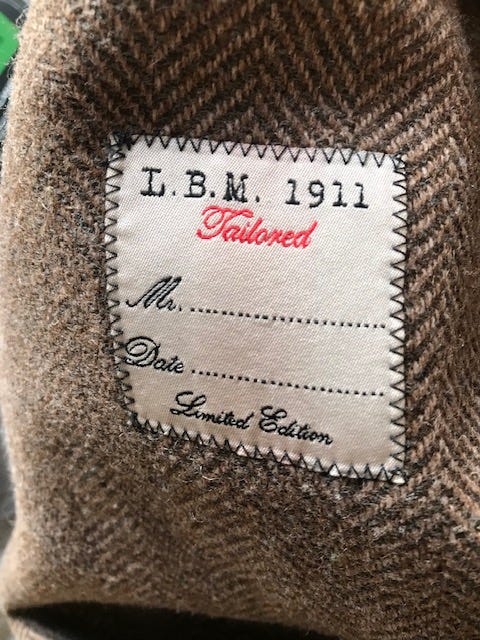 L.B.M. 1911
Tailored
Mr. ..............................
Date ..............................
Limited Edition